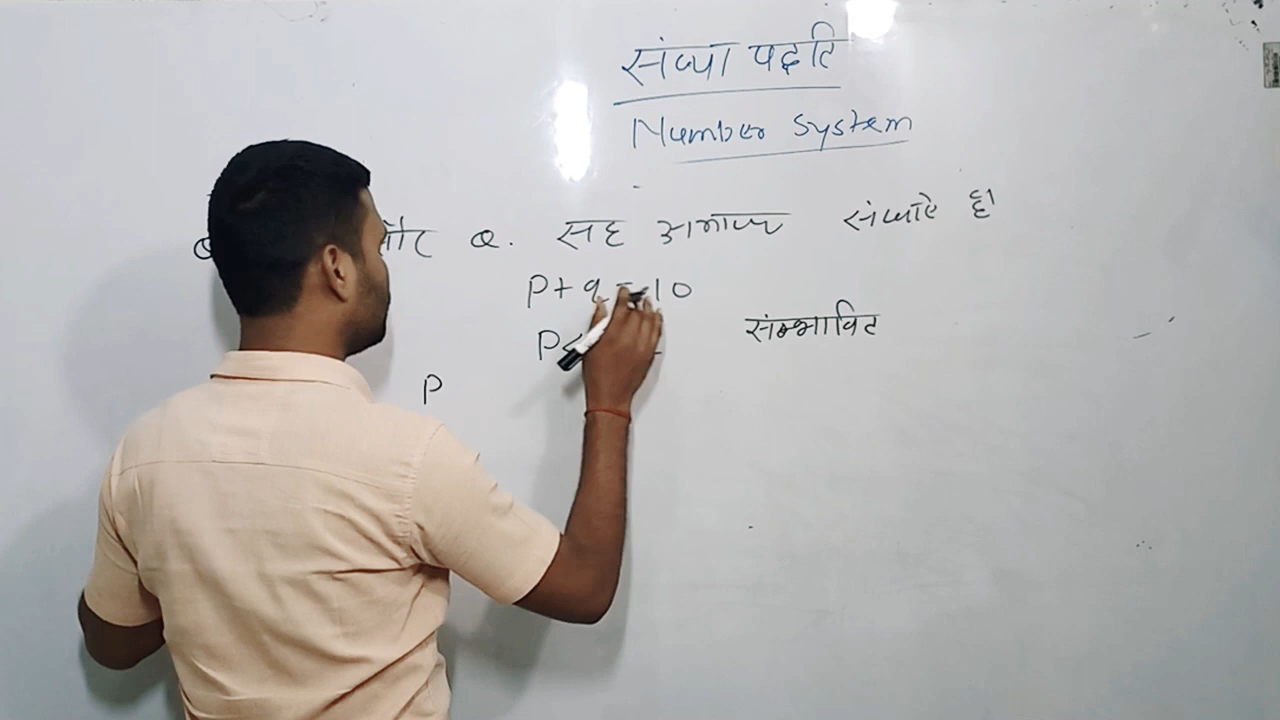 संख्या पद्धति
Number System
और Q. सह अभाज्य संख्याऐ है।
P+q=10
P<
संम्भावित
P